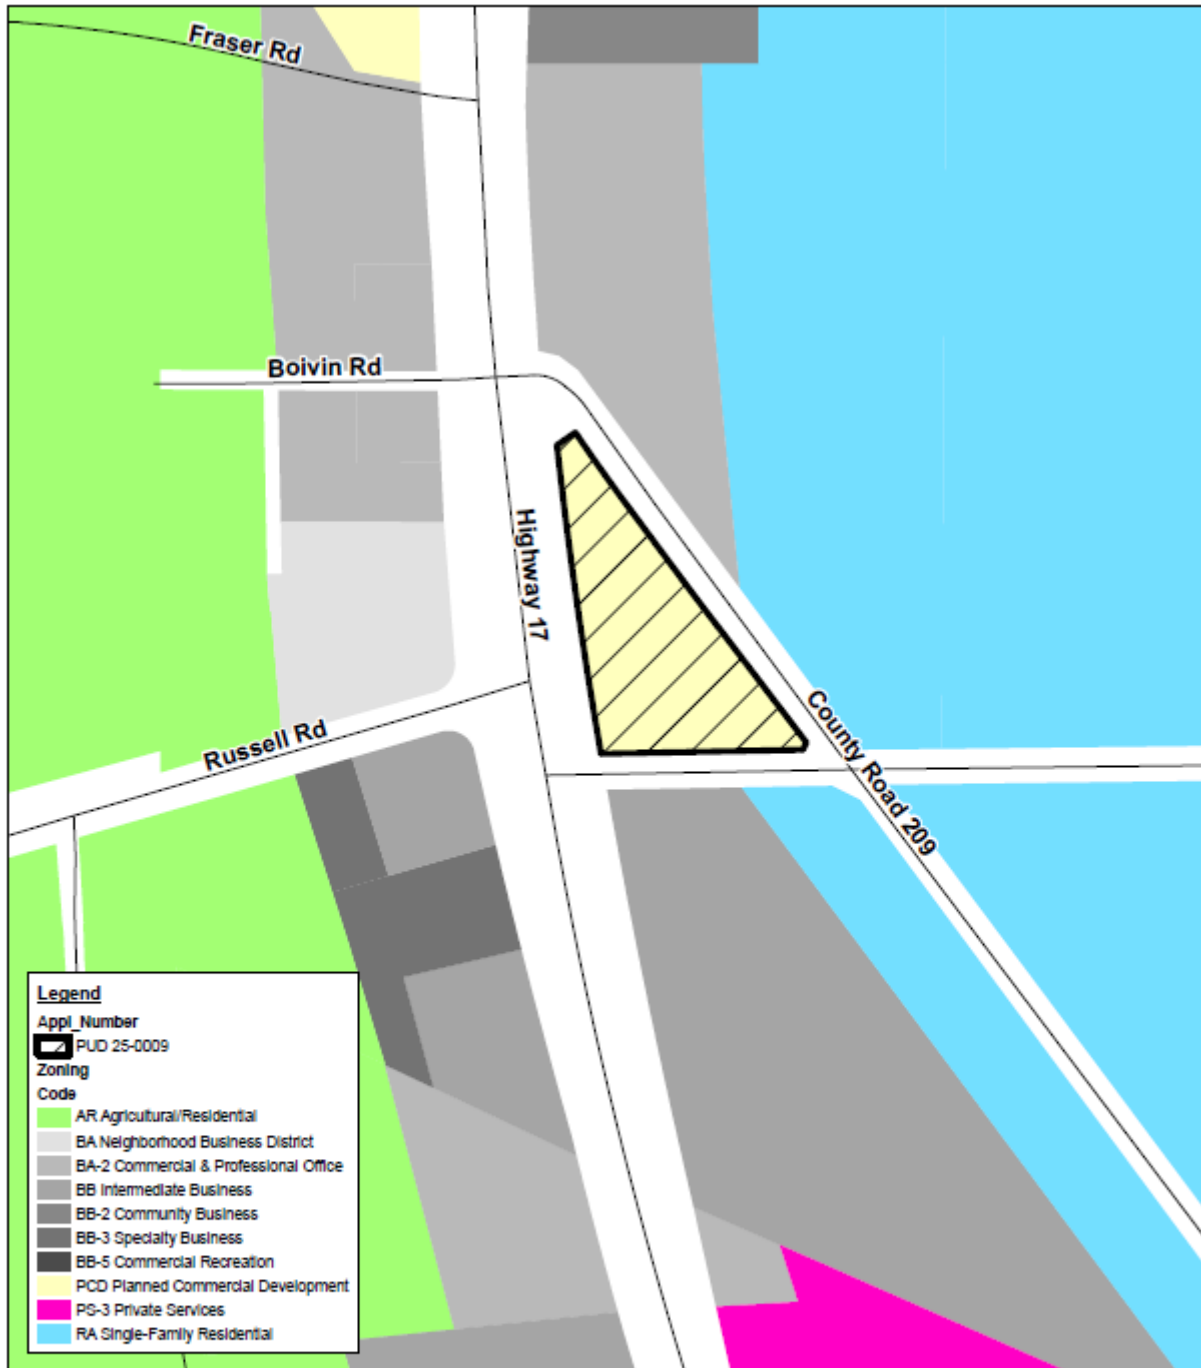 Fraser Rd
Boivin Rd
Highway 17
Russell Rd
County Road 209
Legend
Appl_Number
PUD 25-0009
Zoning
Code
AR Agricultural/Residential
BA Neighborhood Business District
BA-2 Commercial & Professional Office
BB Intermediate Business
BB-2 Community Business
BB-3 Specialty Business
BB-5 Commercial Recreation
PCD Planned Commercial Development
PS-3 Private Services
RA Single-Family Residential